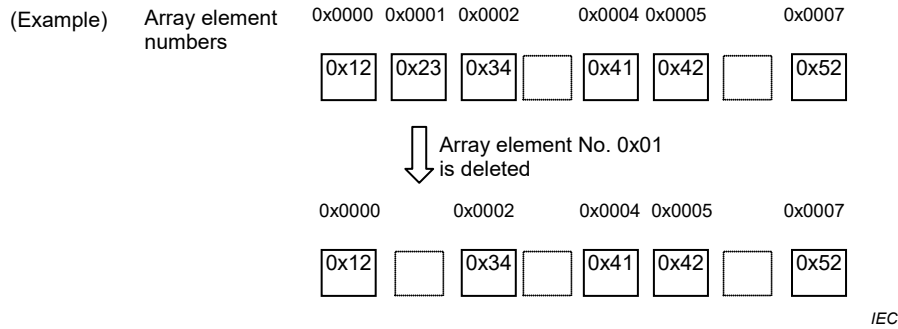 (Example) Array element numbers 0x0000 0x0001 0x0002 0x0004 0x0005 0x0007
0x12 0x23 0x34 0x41 0x42 0x52
Array element No. 0x01
is deleted
0x0000 0x0002 0x0004 0x0005 0x0007
0x12 0x34 0x41 0x42 0x52
IEC